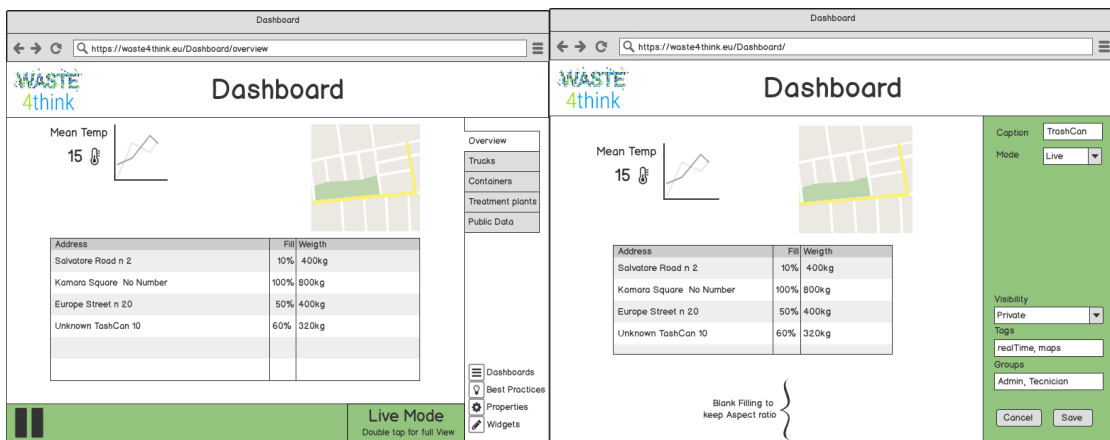 Dashboard
https://waste4think.eu/Dashboard/overview
WASTE
4think
Dashboard
Mean Temp
15
Overview
Trucks
Containers
Treatment plants
Public Data
Address Fill Weigth
Salvatore Road n 2 10% 400kg
Kamara Square No Number 100% 800kg
Europe Street n 20 50% 400kg
Unknown TashCan 10 60% 320kg
Dashboards
Best Practices
Properties
Widgets
Live Mode
Double tap for full View
Dashboard
https://waste4think.eu/Dashboard/
WASTE
4think
Dashboard
Mean Temp
15
Address Fill Weigth
Salvatore Road n 2 10% 400kg
Kamara Square No Number 100% 800kg
Europe Street n 20 50% 400kg
Unknown TashCan 10 60% 320kg
Blank Filling to
keep Aspect ratio
Caption TrashCan
Mode Live
Visibility
Private
Tags
realTime, maps
Groups
Admin, Tecnician
Cancel Save